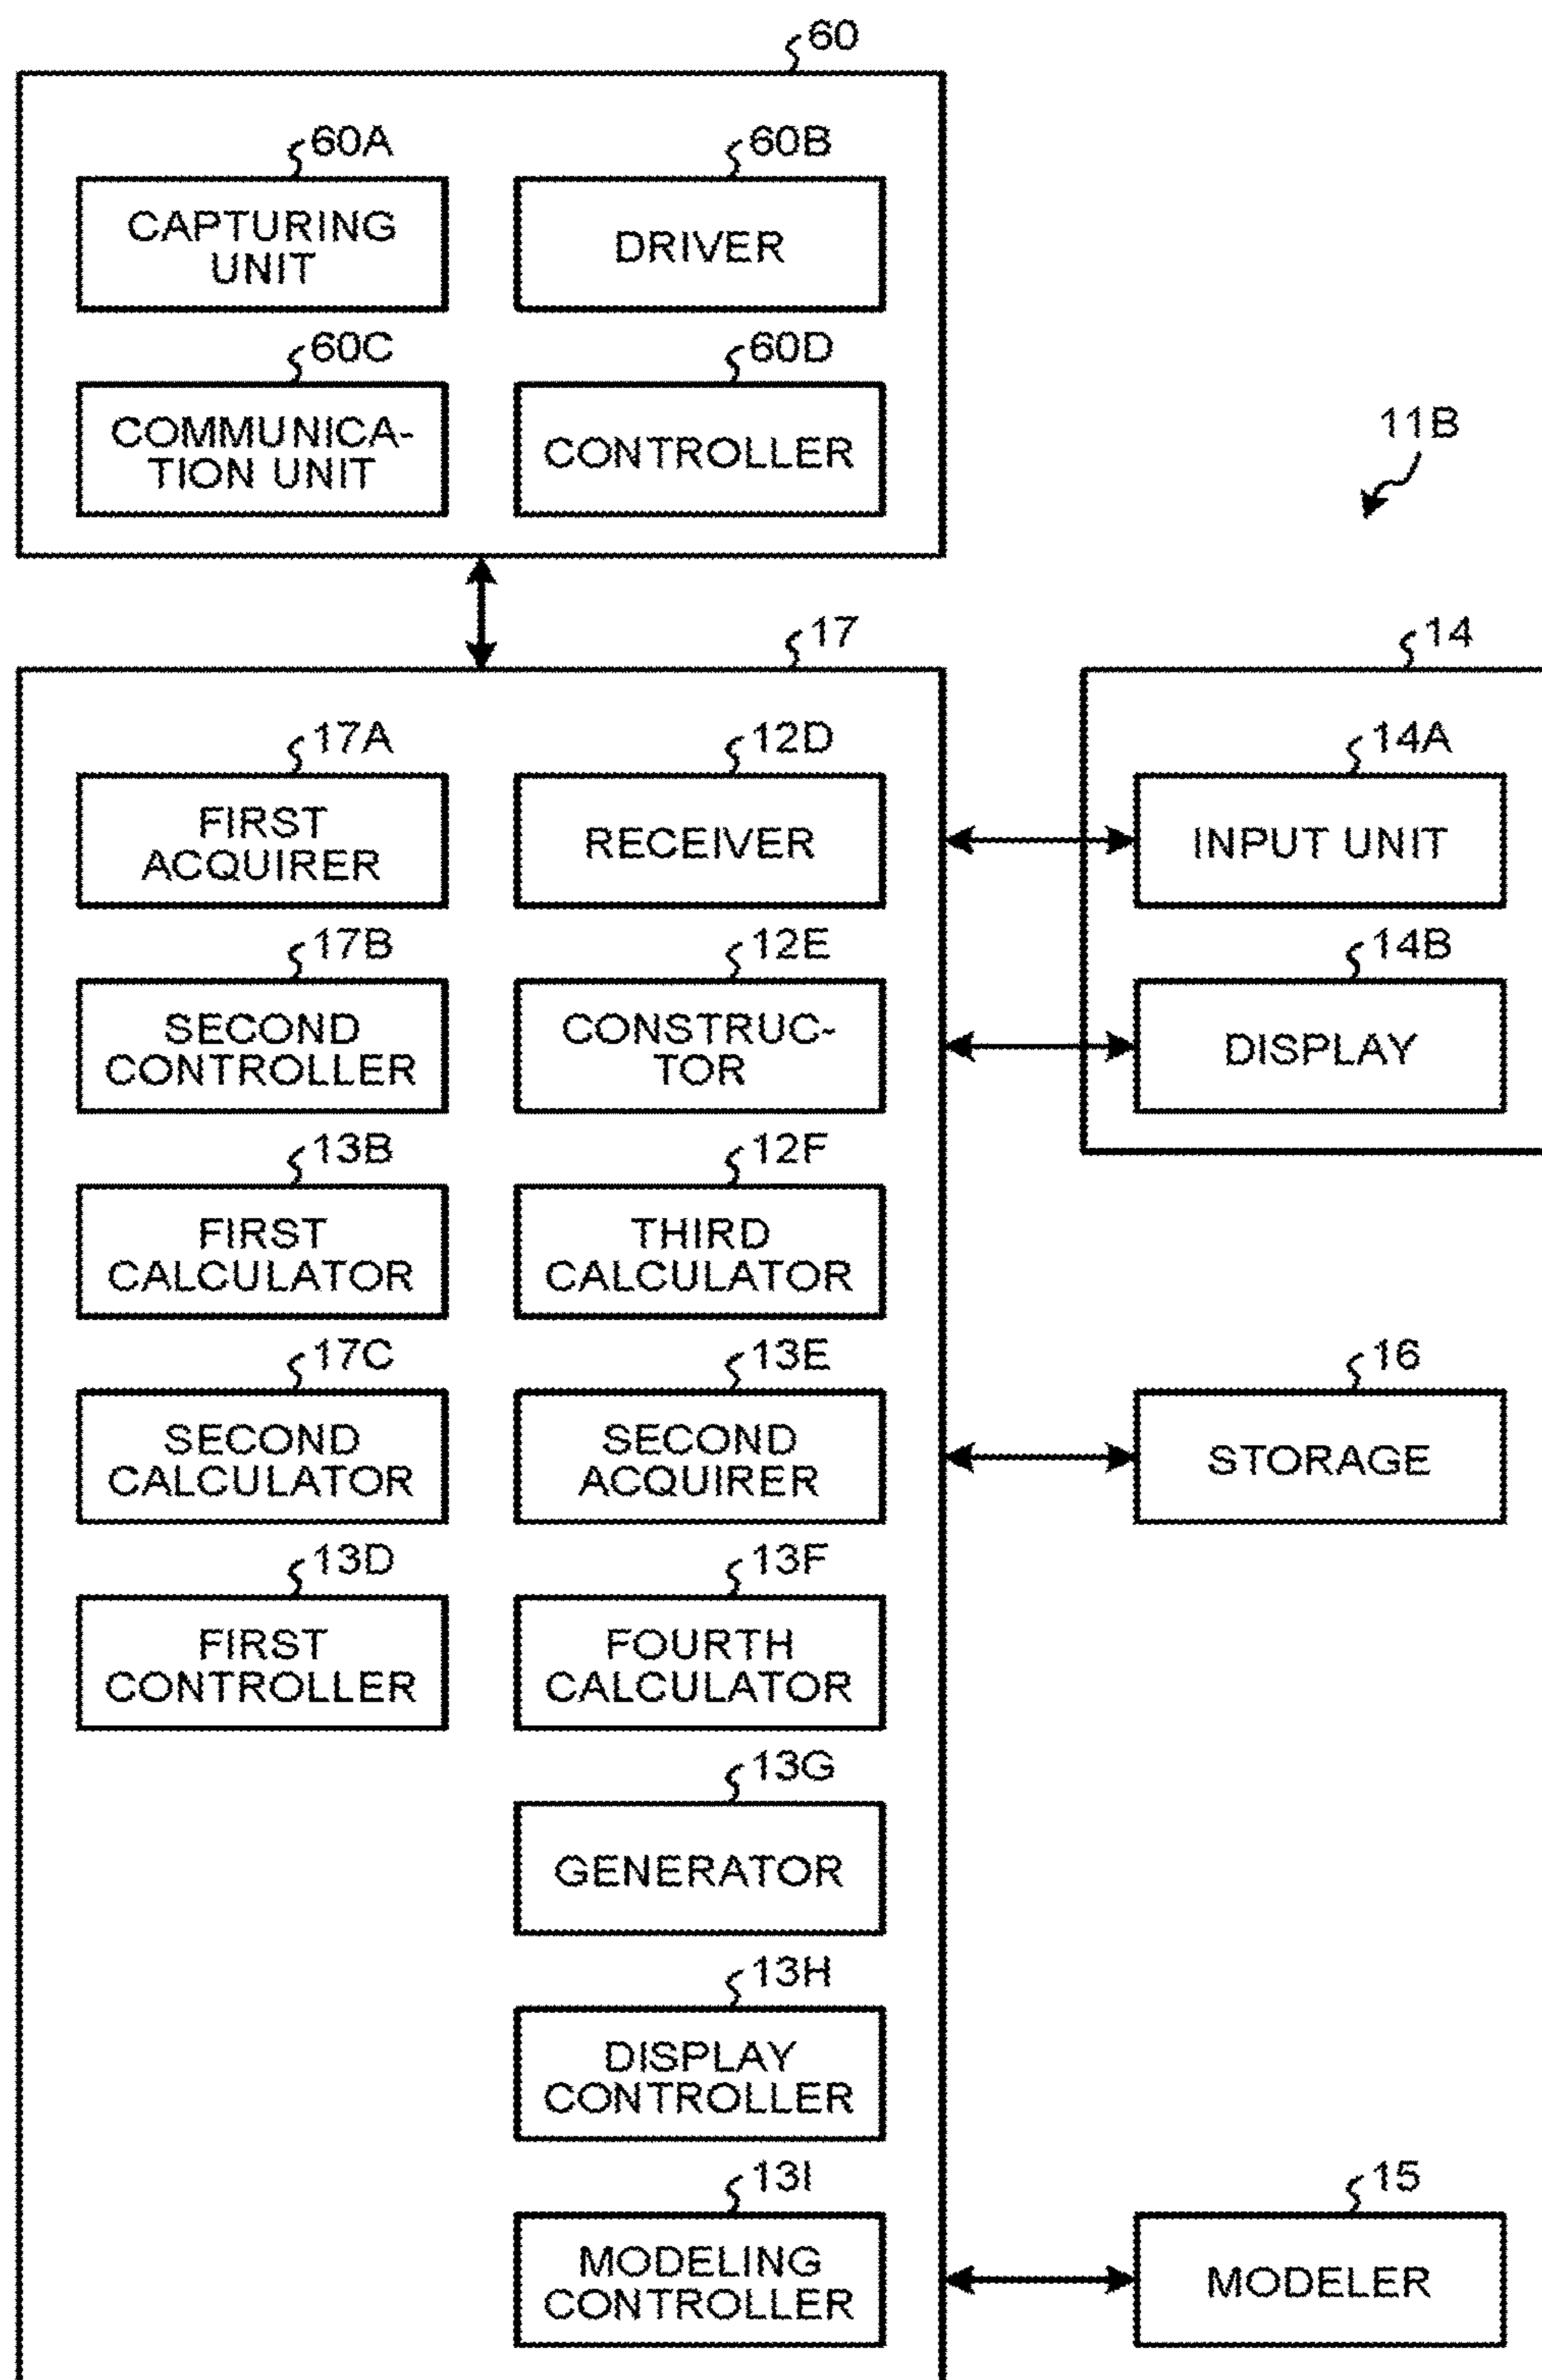 60
60A
60B
CAPTURING
UNIT
DRIVER
60C
60D
COMMUNICA-
TION UNIT
CONTROLLER
11B
17
14
17A
12D
14A
FIRST
ACQUIRER
RECEIVER
INPUT UNIT
17B
12E
14B
SECOND
CONTROLLER
CONSTRUC-
TOR
DISPLAY
13B
12F
FIRST
CALCULATOR
THIRD
CALCULATOR
17C
13E
16
SECOND
CALCULATOR
SECOND
ACQUIRER
STORAGE
13D
13F
FIRST
CONTROLLER
FOURTH
CALCULATOR
13G
GENERATOR
13H
DISPLAY
CONTROLLER
13I
15
MODELING
CONTROLLER
MODELER